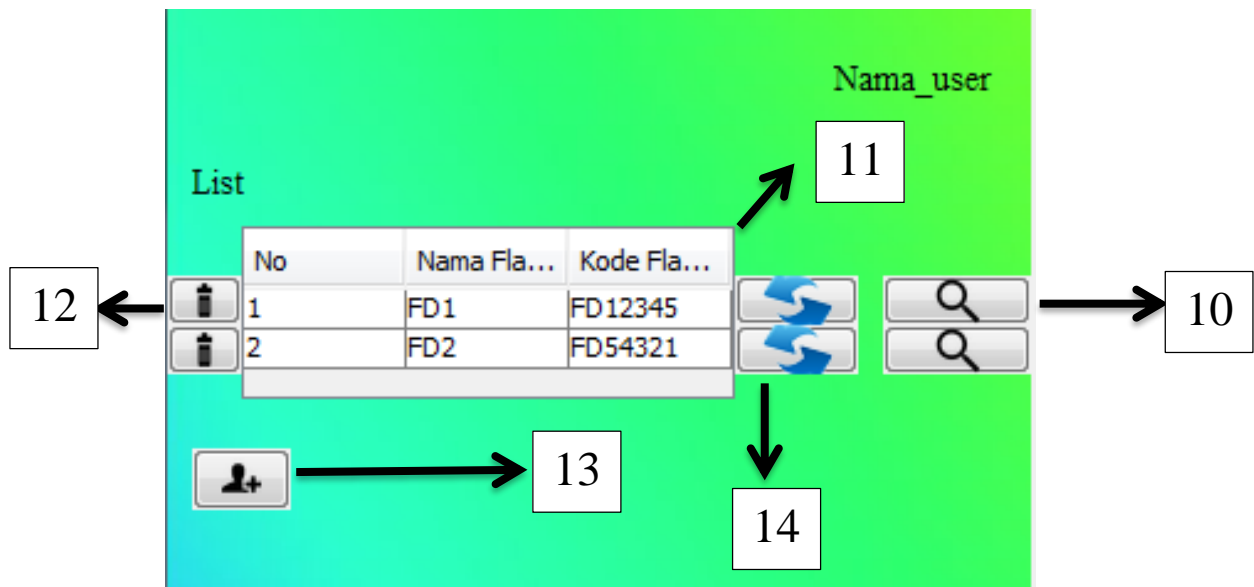 Nama_user
11
List
No Nama Fla... Kode Fla...
12 1 FD1 FD12345 10
2 FD2 FD54321
13
14